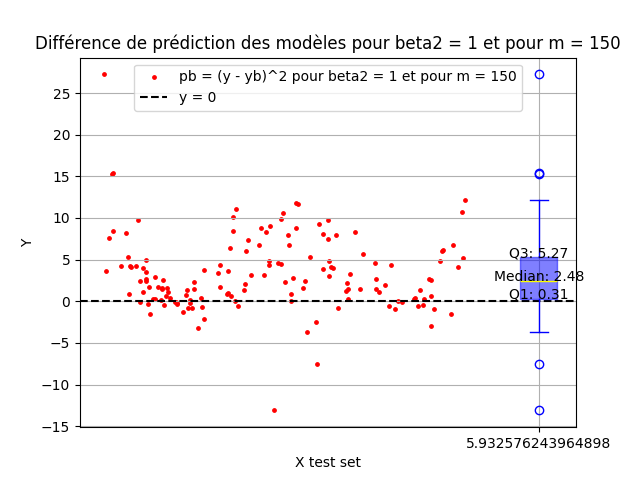 Différence de prédiction des modèles pour beta2 = 1 et pour m = 150
pb = (y - yb)^2 pour beta2 = 1 et pour m = 150
y = 0
25
20
15
10
5
0
−5
−10
−15
Y
Q3: 5.27
Median: 2.48
Q1: 0.31
5.932576243964898
X test set